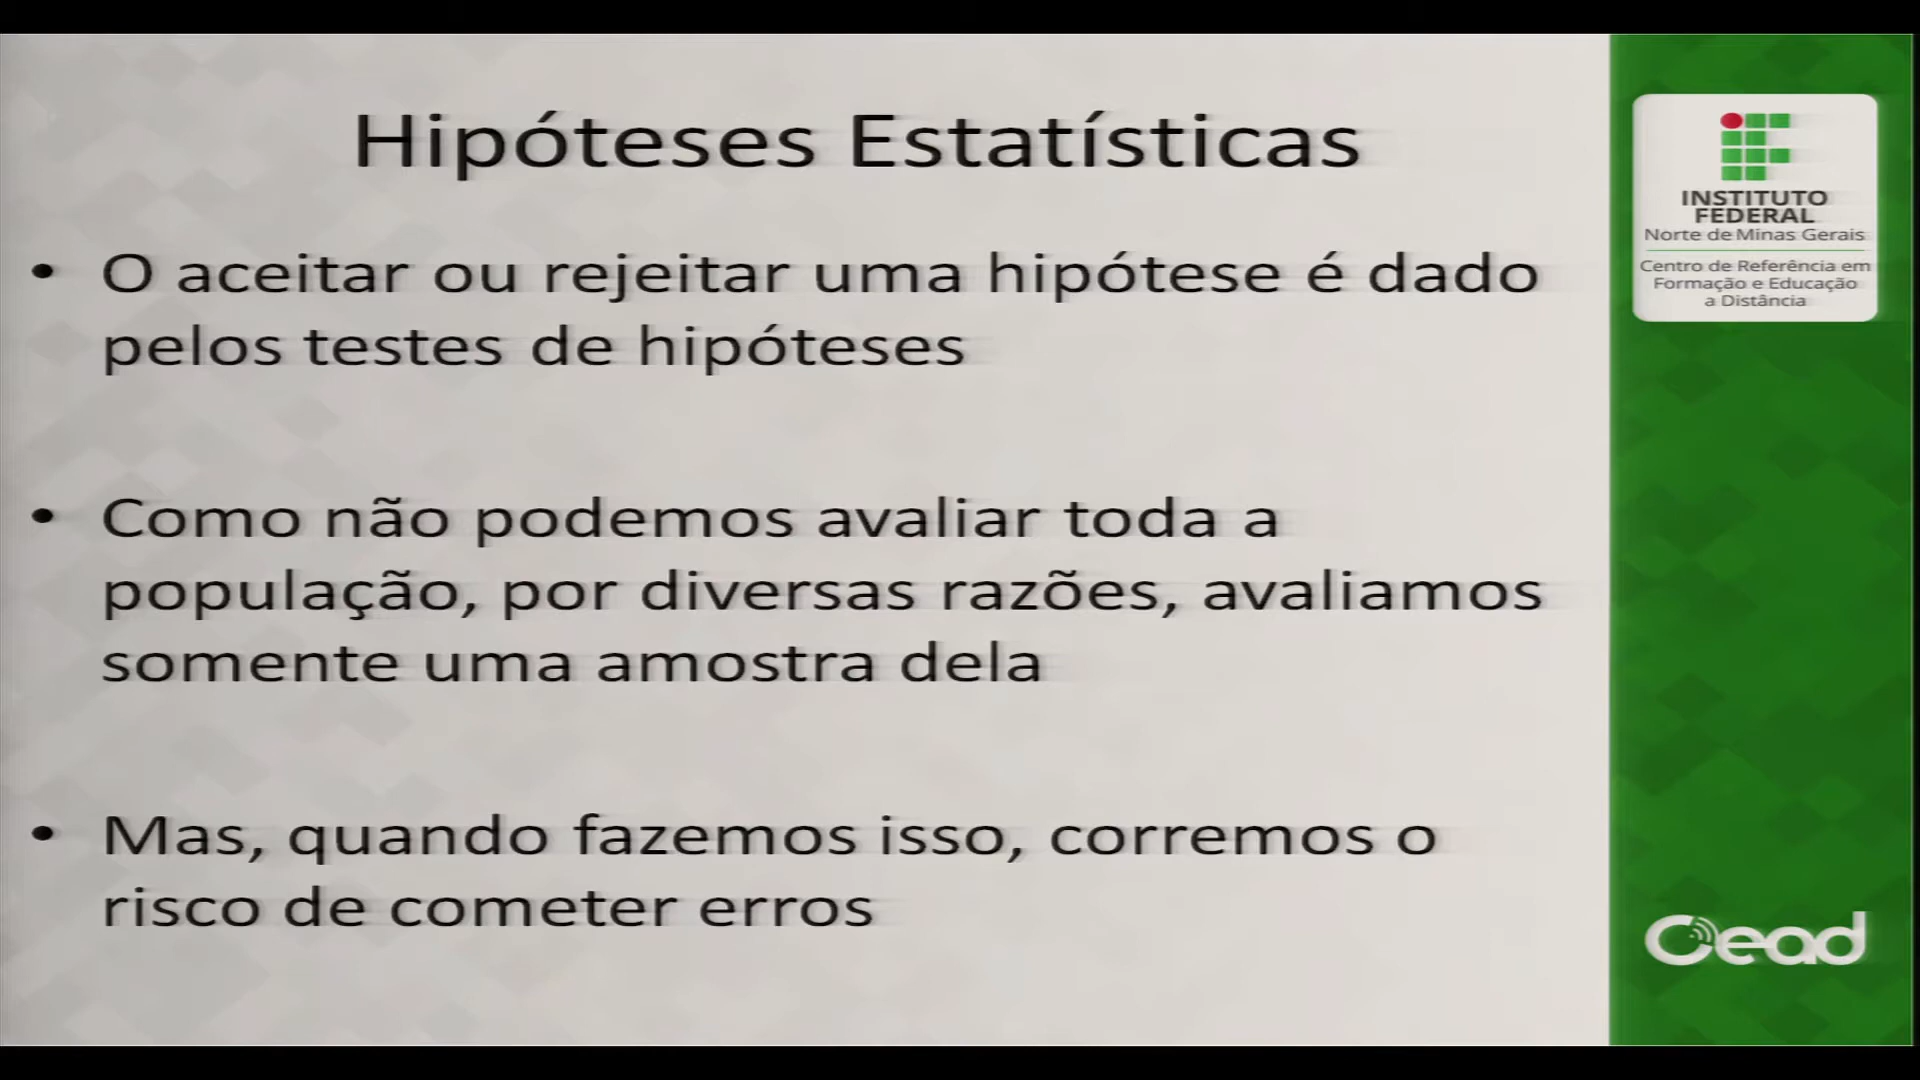 Hipóteses Estatísticas
• O aceitar ou rejeitar uma hipótese é dado
pelos testes de hipóteses
• Como não podemos avaliar toda a
população, por diversas razões, avaliamos
somente uma amostra dela
• Mas, quando fazemos isso, corremos o
risco de cometer erros
INSTITUTO
FEDERAL
Norte de Minas Gerais
Centro de Referência em
Formação e Educação
a Distância
Cead